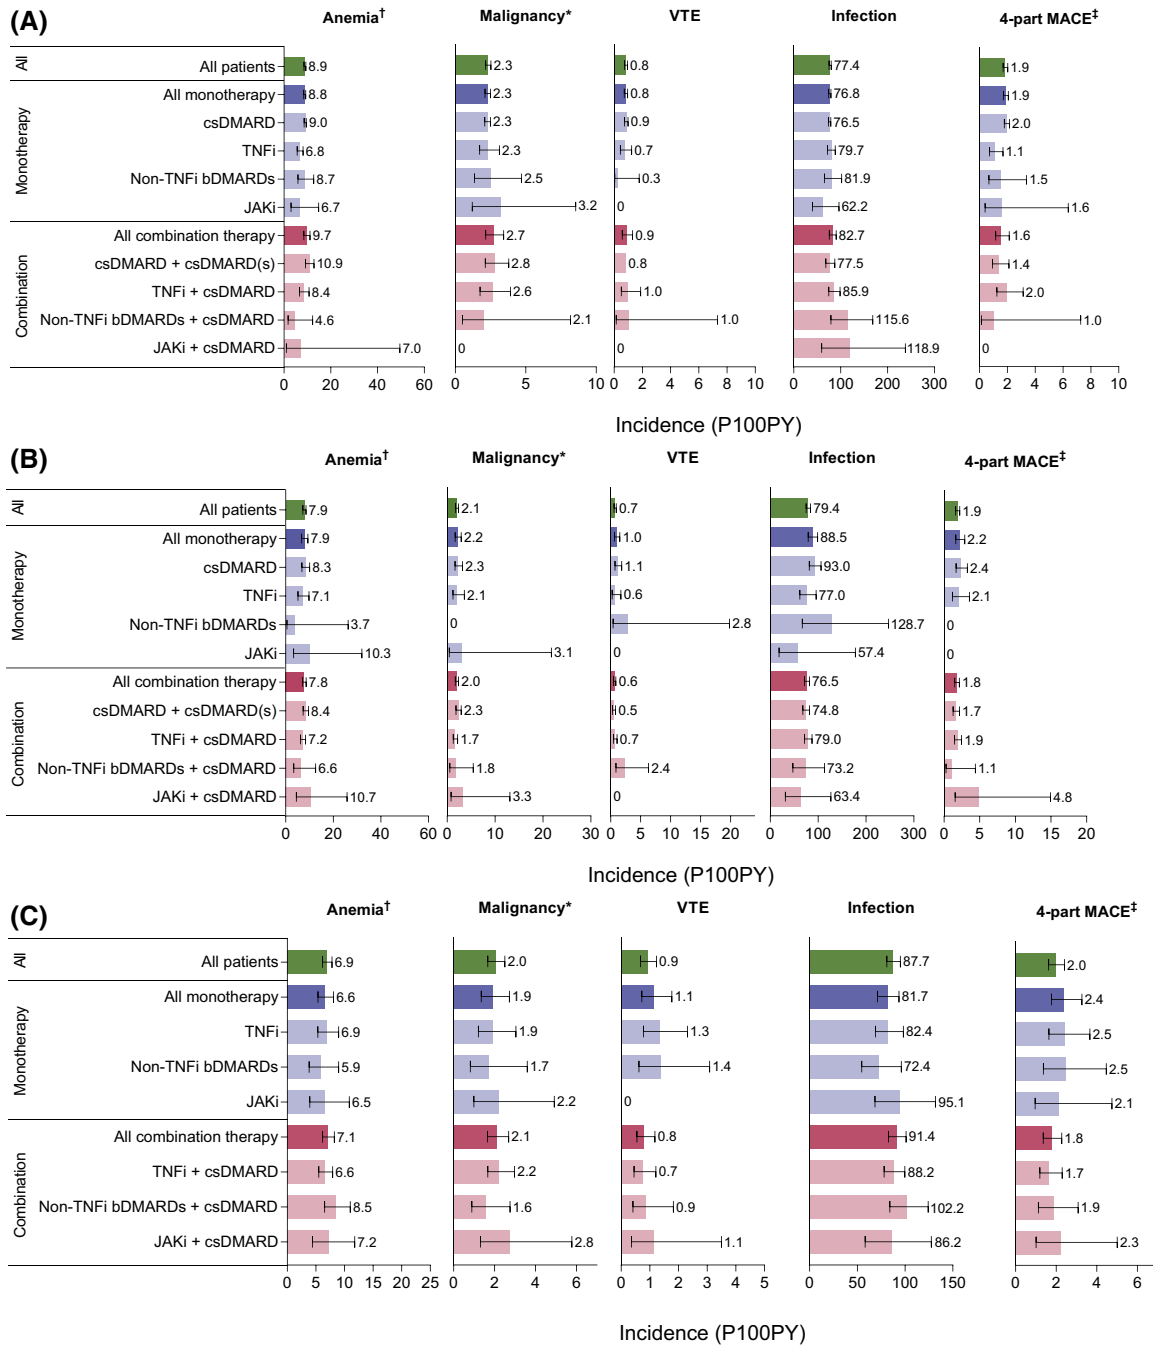 (A) Anemia† Malignancy* VTE Infection 4-part MACE‡
All All patients 8.9 2.3 0.8 77.4 1.9
Monotherapy
All monotherapy 8.8 2.3 0.8 76.8 1.9
csDMARD 9.0 2.3 0.9 76.5 2.0
TNFi 6.8 2.3 0.7 79.7 1.1
Non-TNFi bDMARDs 8.7 2.5 0.3 81.9 1.5
JAKi 6.7 3.2 0 62.2 1.6
Combination
All combination therapy 9.7 2.7 0.9 82.7 1.6
csDMARD + csDMARD(s) 10.9 2.8 0.8 77.5 1.4
TNFi + csDMARD 8.4 2.6 1.0 85.9 2.0
Non-TNFi bDMARDs + csDMARD 4.6 2.1 1.0 115.6 1.0
JAKi + csDMARD 7.0 0 0 118.9 0
0 20 40 60 0 5 10 0 2 4 6 8 10 0 100 200 300 0 2 4 6 8 10
Incidence (P100PY)
(B) Anemia† Malignancy* VTE Infection 4-part MACE‡
All All patients 7.9 2.1 0.7 79.4 1.9
Monotherapy
All monotherapy 7.9 2.2 1.0 88.5 2.2
csDMARD 8.3 2.3 1.1 93.0 2.4
TNFi 7.1 2.1 0.6 77.0 2.1
Non-TNFi bDMARDs 3.7 0 2.8 128.7 0
JAKi 10.3 3.1 0 57.4 0
Combination
All combination therapy 7.8 2.0 0.6 76.5 1.8
csDMARD + csDMARD(s) 8.4 2.3 0.5 74.8 1.7
TNFi + csDMARD 7.2 1.7 0.7 79.0 1.9
Non-TNFi bDMARDs + csDMARD 6.6 1.8 2.4 73.2 1.1
JAKi + csDMARD 10.7 3.3 0 63.4 4.8
0 20 40 60 0 10 20 30 0 5 10 15 20 0 100 200 300 0 5 10 15 20
Incidence (P100PY)
(C) Anemia† Malignancy* VTE Infection 4-part MACE‡
All All patients 6.9 2.0 0.9 87.7 2.0
Monotherapy
All monotherapy 6.6 1.9 1.1 81.7 2.4
TNFi 6.9 1.9 1.3 82.4 2.5
Non-TNFi bDMARDs 5.9 1.7 1.4 72.4 2.5
JAKi 6.5 2.2 0 95.1 2.1
Combination
All combination therapy 7.1 2.1 0.8 91.4 1.8
TNFi + csDMARD 6.6 2.2 0.7 88.2 1.7
Non-TNFi bDMARDs + csDMARD 8.5 1.6 0.9 102.2 1.9
JAKi + csDMARD 7.2 2.8 1.1 86.2 2.3
0 5 10 15 20 25 0 2 4 6 0 1 2 3 4 5 0 50 100 150 0 2 4 6
Incidence (P100PY)